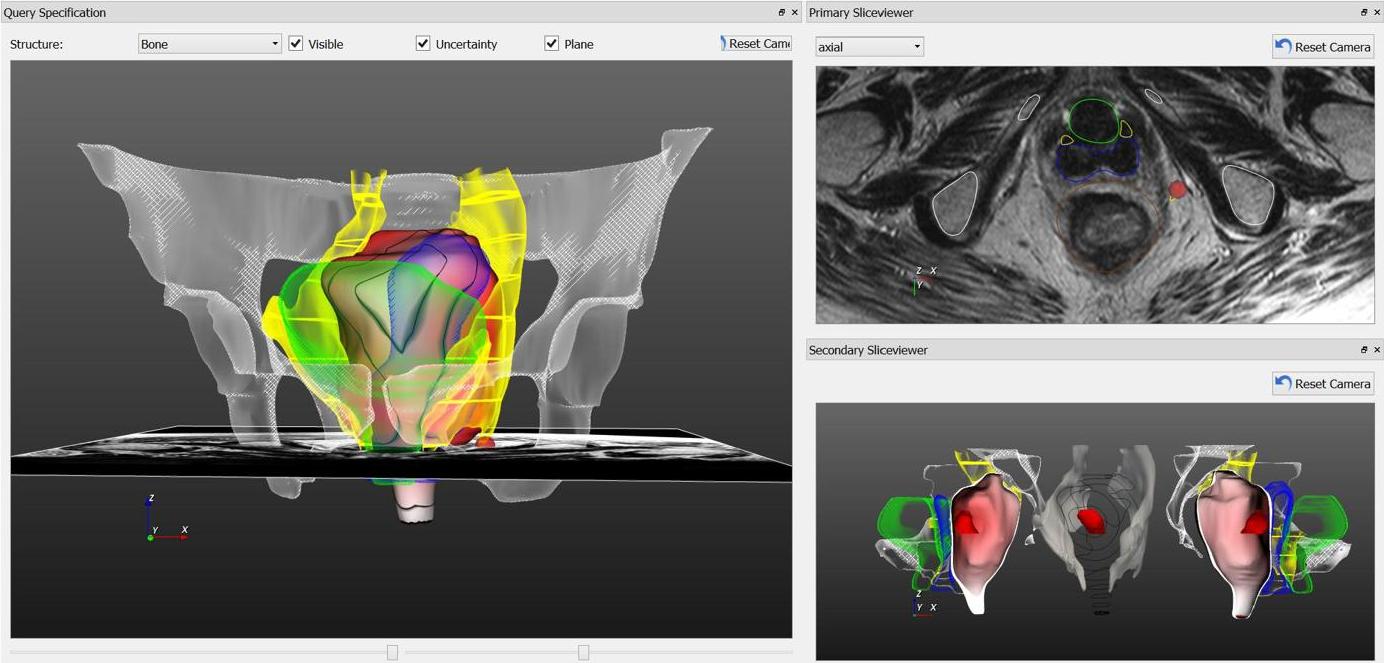 Query Specification
Structure:
Bone
Visible
Uncertainty
Plane
Reset Came
Z
Y
X
Primary Sliceviewer
axial
Reset Camera
Z X
Y
Secondary Sliceviewer
Reset Camera
Z
Y X